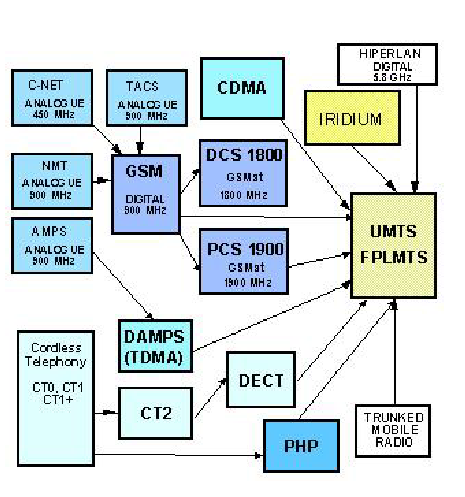 HIPERLAN
DIGITAL
5.8 GHz
C-NET
ANALOGUE
450 MHz
TACS
ANALOGUE
900 MHz
CDMA
IRIDIUM
NMT
ANALOGUE
900 MHz
GSM
DIGITAL
900 MHz
DCS 1800
GSMat
1800 MHz
AMPS
ANALOGUE
900 MHz
PCS 1900
GSMat
1900 MHz
UMTS
FPLMTS
DAMPS
(TDMA)
Cordless
Telephony
CT0, CT1
CT1+
CT2
DECT
PHP
TRUNKED
MOBILE
RADIO